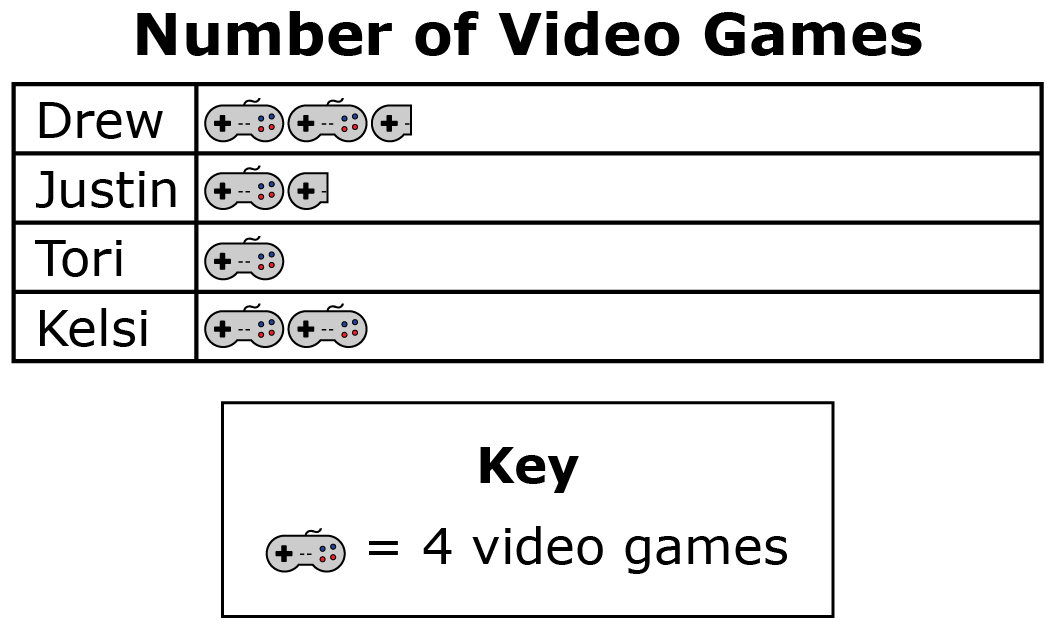 Number of Video Games
Drew
Justin
Tori
Kelsi
Key
= 4 video games